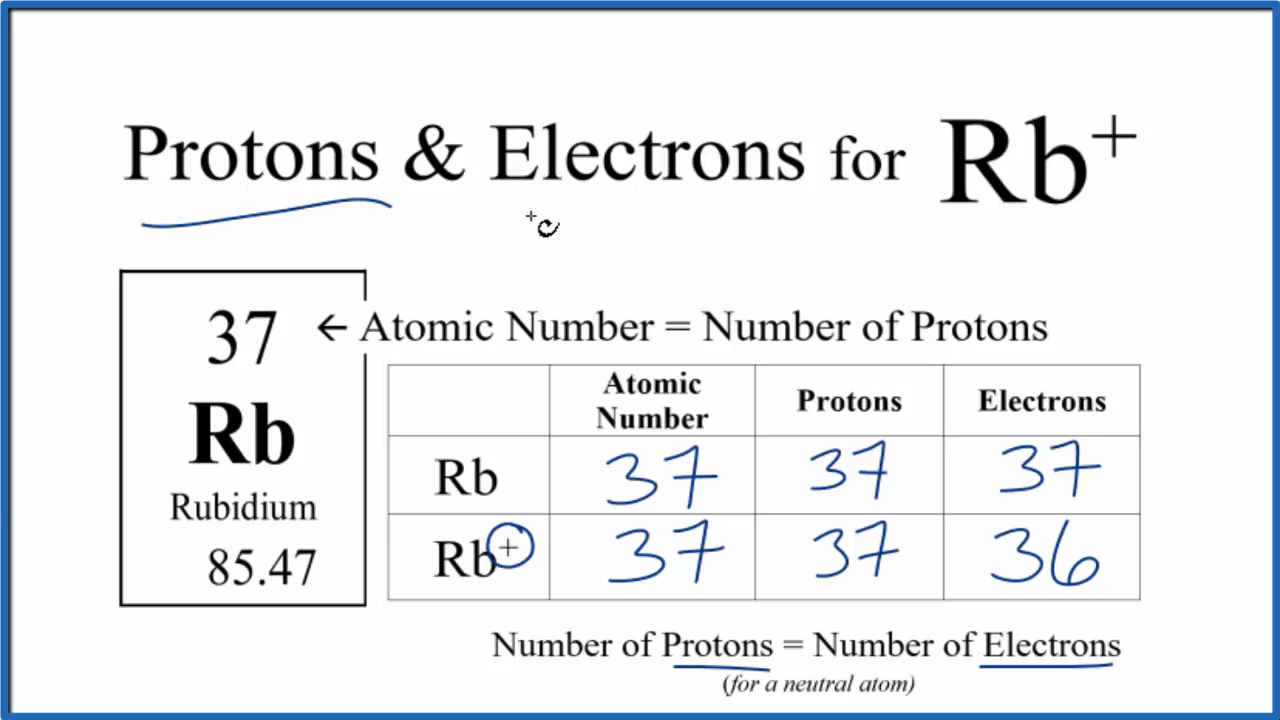 Protons & Electrons for Rb⁺
37
← Atomic Number = Number of Protons
Rb
Rubidium
85.47
Atomic Number Protons Electrons
Rb 37 37 37
Rb⁺ 37 37 36
Number of Protons = Number of Electrons
(for a neutral atom)